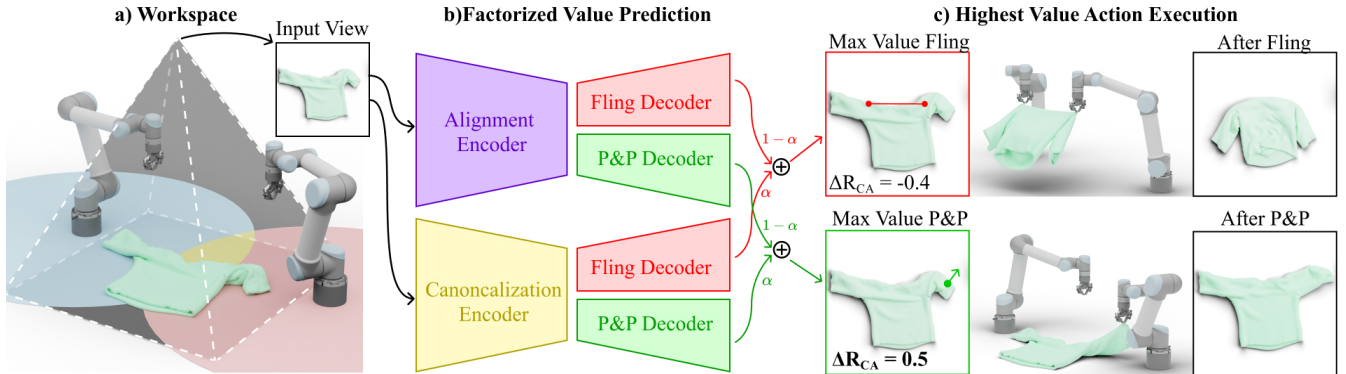 a) Workspace
Input View
b)Factorized Value Prediction
Alignment
Encoder
Fling Decoder
P&P Decoder
Canoncalization
Encoder
Fling Decoder
P&P Decoder
1−α
α
1−α
α
c) Highest Value Action Execution
Max Value Fling
ΔR_CA = -0.4
After Fling
Max Value P&P
ΔR_CA = 0.5
After P&P